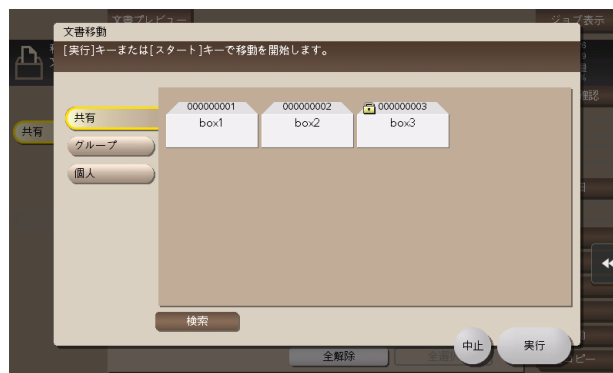 文書プレビュー
ジョブ表示
文書移動
[実行]キーまたは[スタート]キーで移動を開始します。
共有
共有
グループ
個人
000000001
box1
000000002
box2
000000003
box3
検索
中止
実行
全解除
コピー